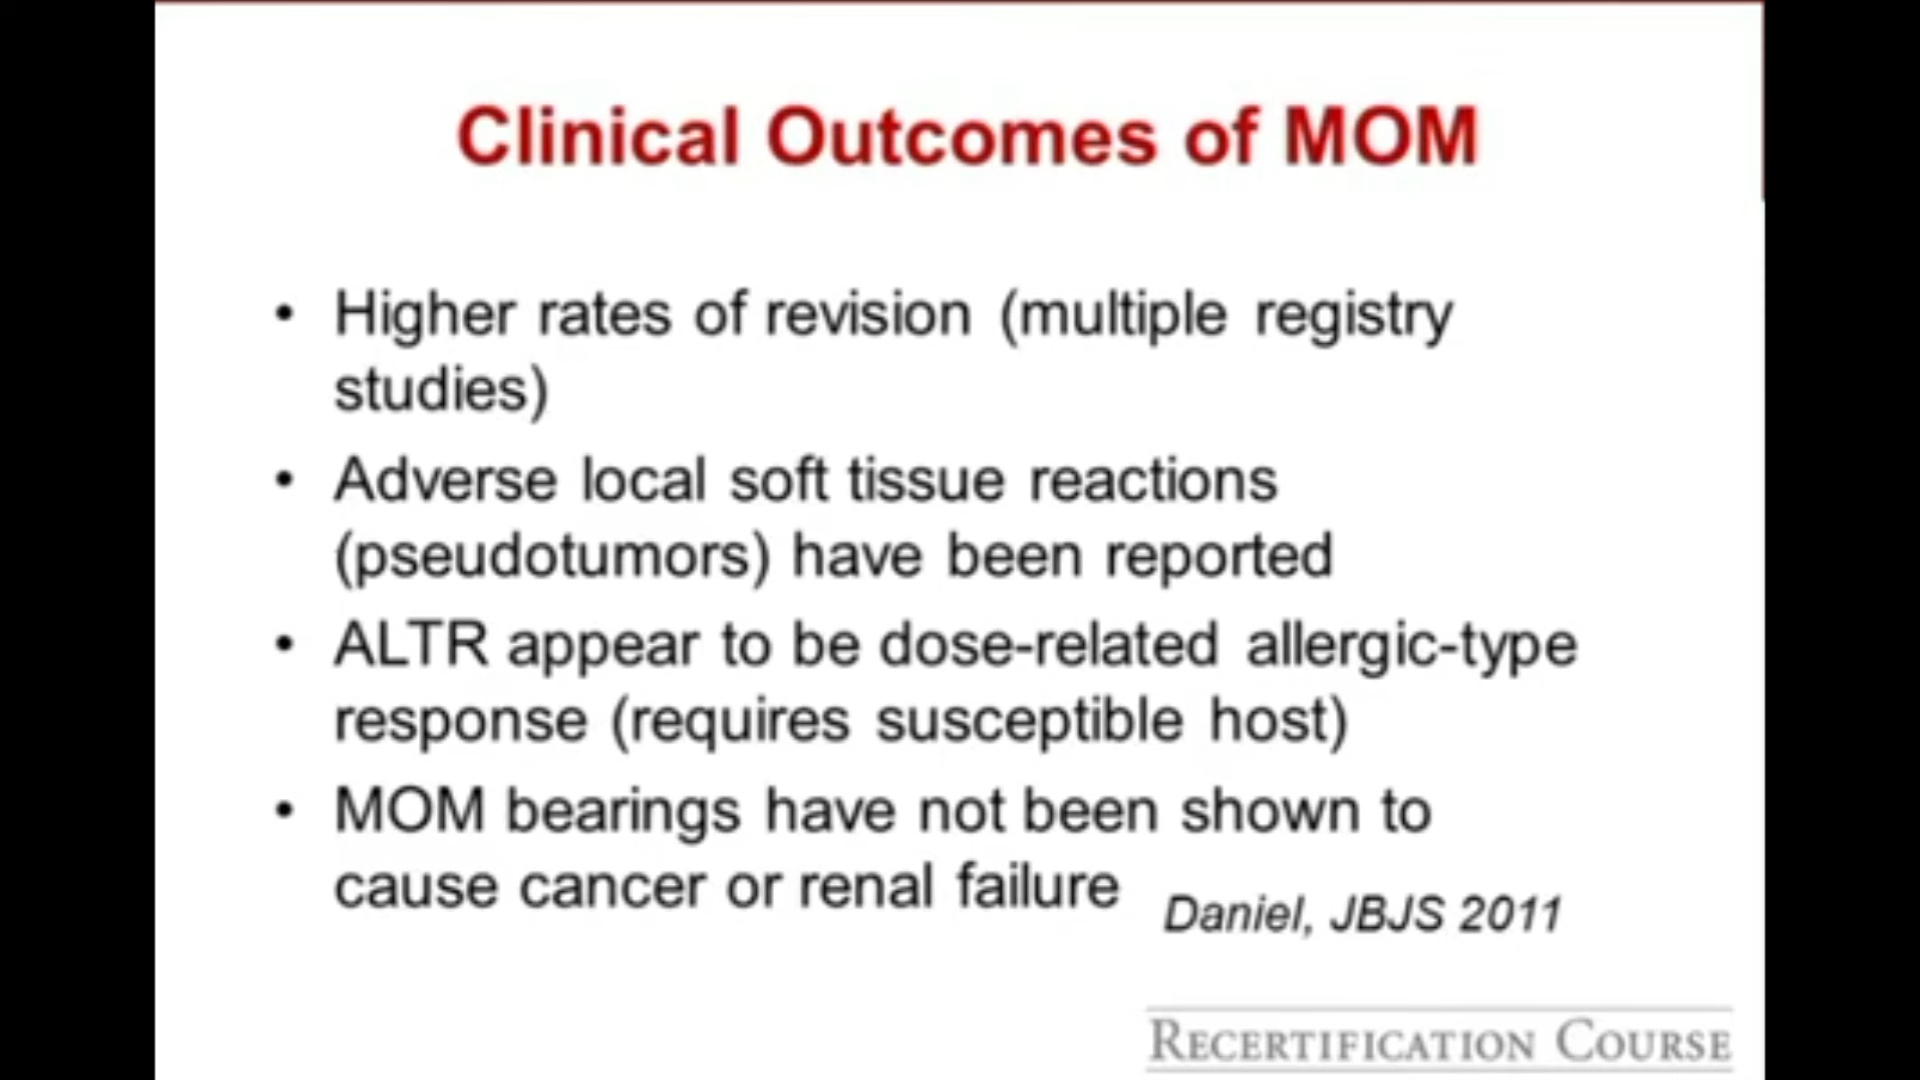 Clinical Outcomes of MOM
• Higher rates of revision (multiple registry
studies)
• Adverse local soft tissue reactions
(pseudotumors) have been reported
• ALTR appear to be dose-related allergic-type
response (requires susceptible host)
• MOM bearings have not been shown to
cause cancer or renal failure
Daniel, JBJS 2011
RECERTIFICATION COURSE